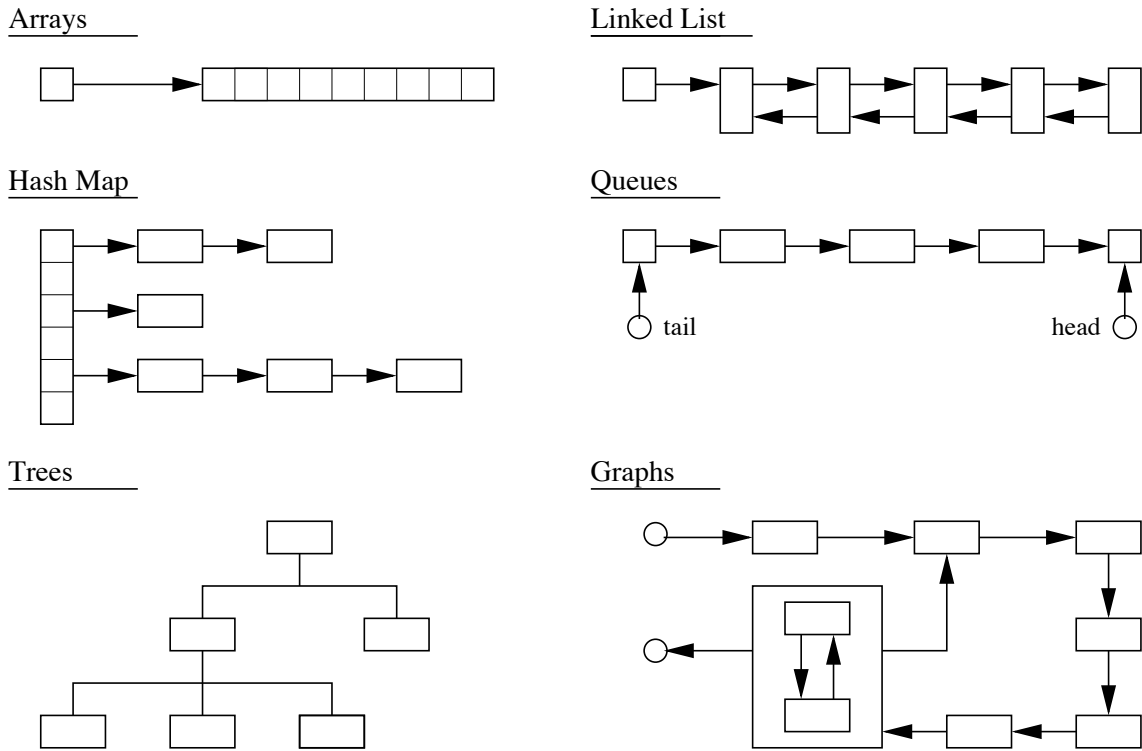 Arrays
Linked List
Hash Map
Queues
tail
head
Trees
Graphs